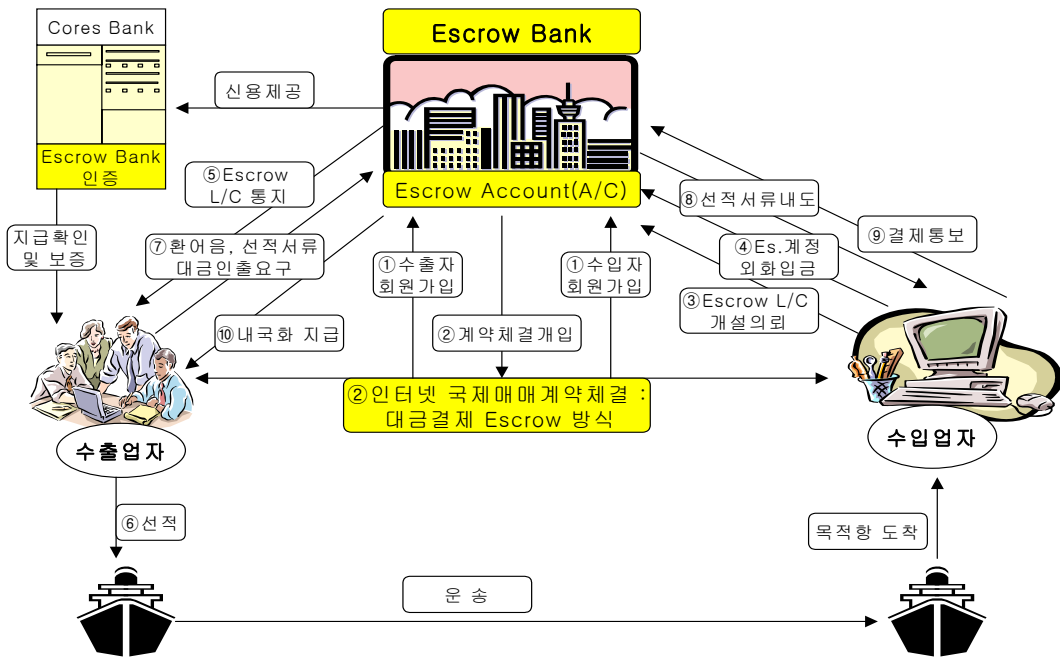 Cores Bank
Escrow Bank
인증
Escrow Bank
Escrow Account(A/C)
신용제공
⑤Escrow
L/C 통지
지급확인
및 보증
⑦환어음, 선적서류
대금인출요구
①수출자
회원가입
①수입자
회원가입
⑧선적서류내도
⑨결제통보
④Es.계정
외화입금
③Escrow L/C
개설의뢰
⑩내국화 지급
②계약체결개입
②인터넷 국제매매계약체결 :
대금결제 Escrow 방식
수출업자
수입업자
⑥선적
목적항 도착
운 송